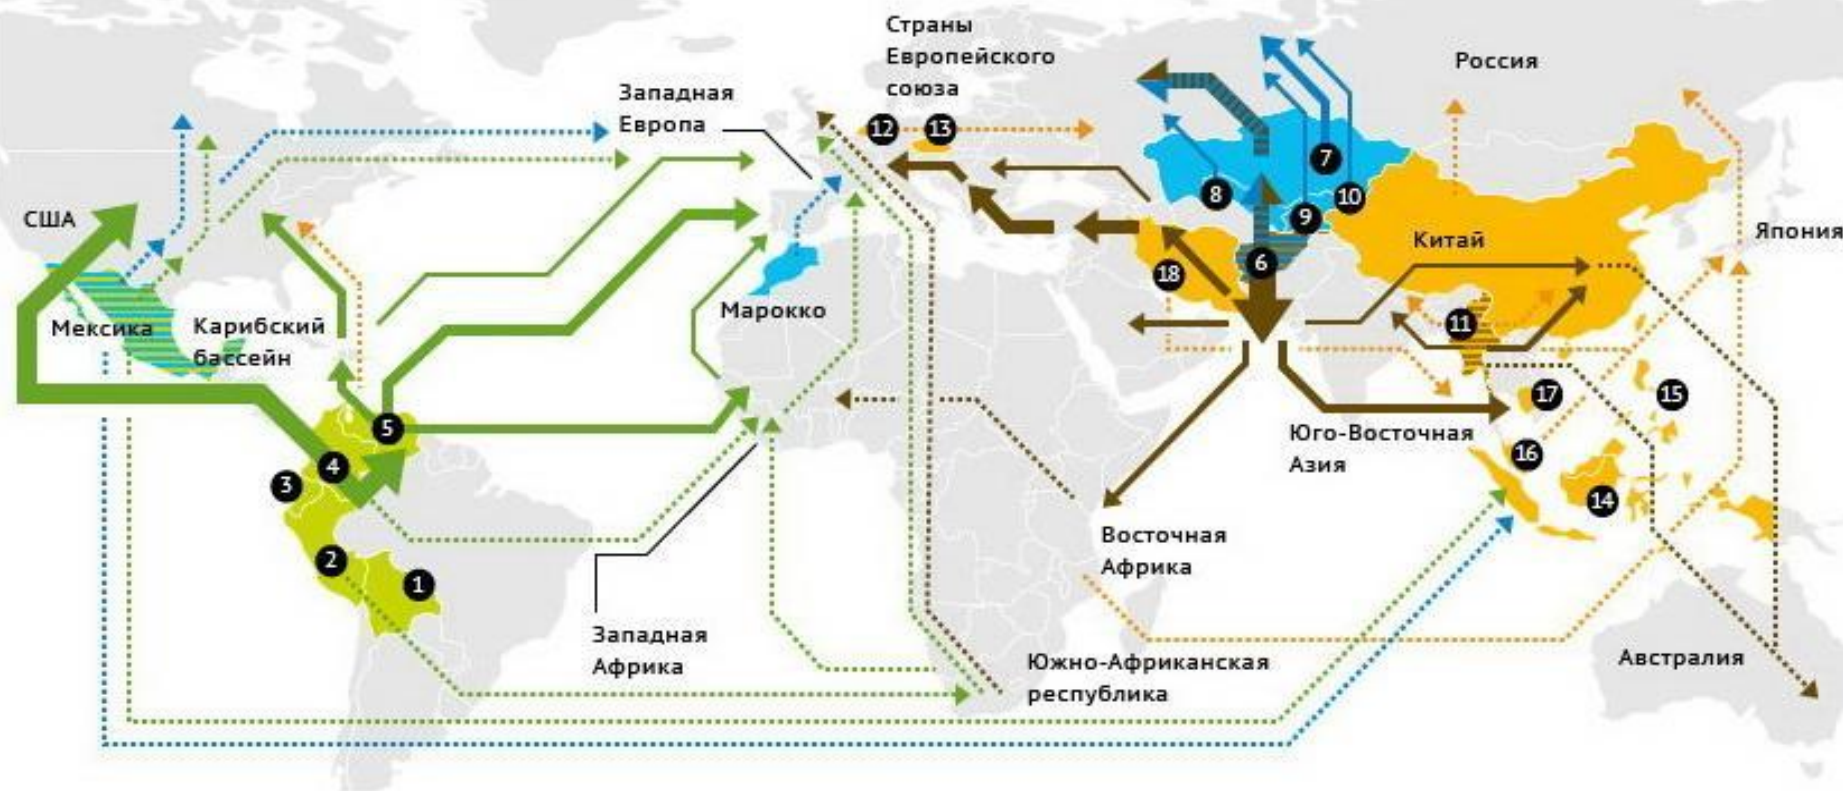 Страны
Европейского
союза
Россия
Западная
Европа
12
13
7
8
10
9
США
Китай
Япония
6
18
Марокко
Мексика
Карибский
бассейн
11
17
15
5
Юго-Восточная
Азия
16
4
3
14
Восточная
Африка
2
1
Западная
Африка
Южно-Африканская
республика
Австралия